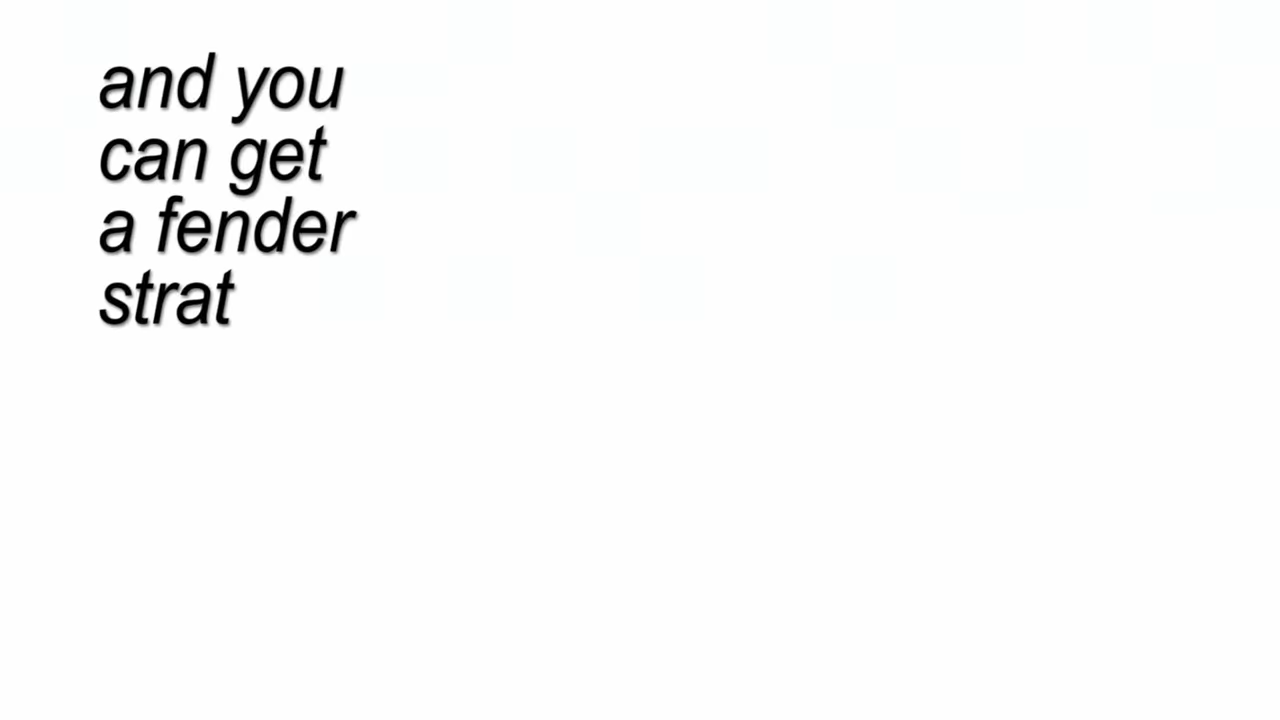 and you
can get
a fender
strat